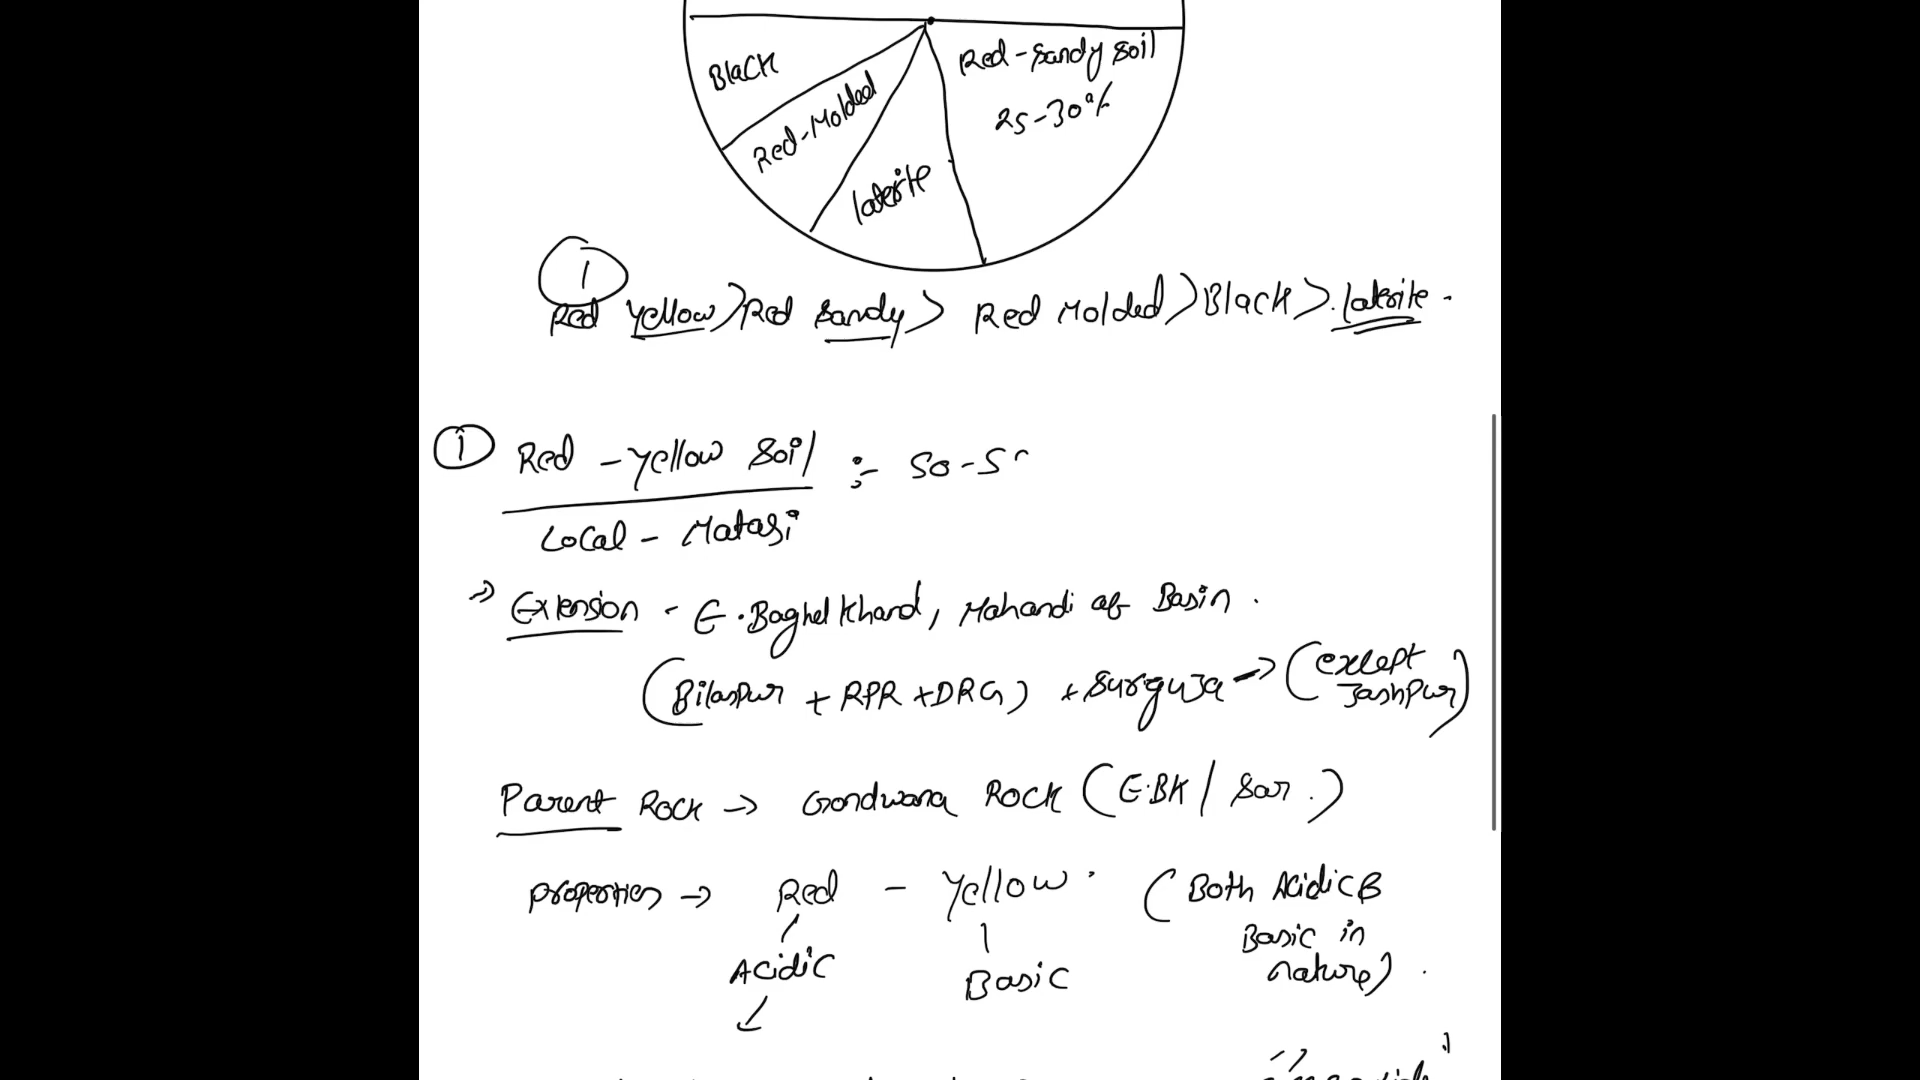 Black
Red-Molded
laterite
Red-Sandy soil
25-30%
1
Red Yellow > Red Sandy > Red Molded > Black > laterite.
1 Red-Yellow Soil :- 50-5
Local - Matasi
=> Extension - E.Baghelkhand, Mahandi of Basin.
(Bilaspur + RPR + DRG) + Surguja -> (except
Jashpur)
Parent Rock -> Gondwana Rock (E.BK / Sar.)
properties -> Red - Yellow. (Both Acidic &
Basic in
nature).
Acidic Basic